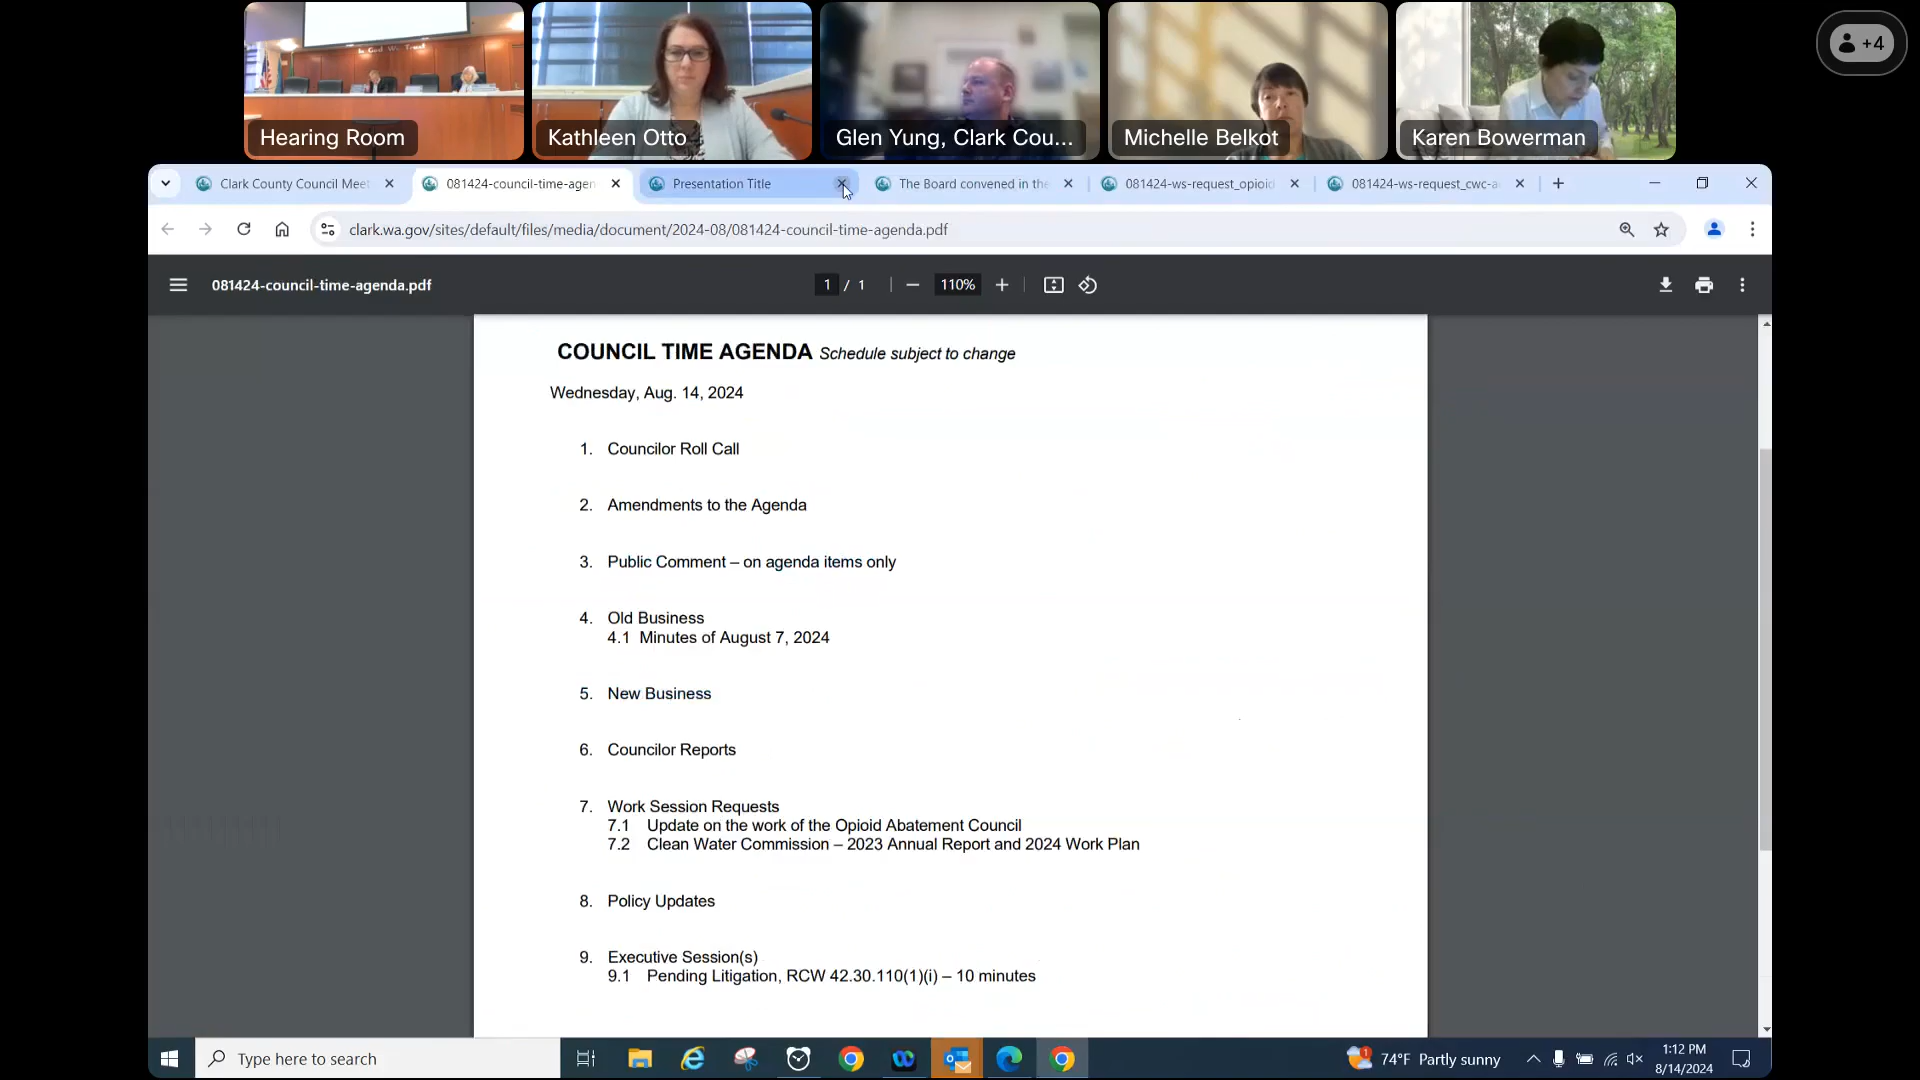 In God We Trust
Hearing Room
Kathleen Otto
Glen Yung, Clark Cou...
Michelle Belkot
Karen Bowerman
+4
Clark County Council Meet
081424-council-time-agen
Presentation Title
The Board convened in the
081424-ws-request_opioid
081424-ws-request_cwc-a
clark.wa.gov/sites/default/files/media/document/2024-08/081424-council-time-agenda.pdf
081424-council-time-agenda.pdf
1 / 1
110%
COUNCIL TIME AGENDA Schedule subject to change
Wednesday, Aug. 14, 2024
1. Councilor Roll Call
2. Amendments to the Agenda
3. Public Comment – on agenda items only
4. Old Business
4.1 Minutes of August 7, 2024
5. New Business
6. Councilor Reports
7. Work Session Requests
7.1 Update on the work of the Opioid Abatement Council
7.2 Clean Water Commission – 2023 Annual Report and 2024 Work Plan
8. Policy Updates
9. Executive Session(s)
9.1 Pending Litigation, RCW 42.30.110(1)(i) – 10 minutes
Type here to search
1
74°F Partly sunny
1:12 PM
8/14/2024